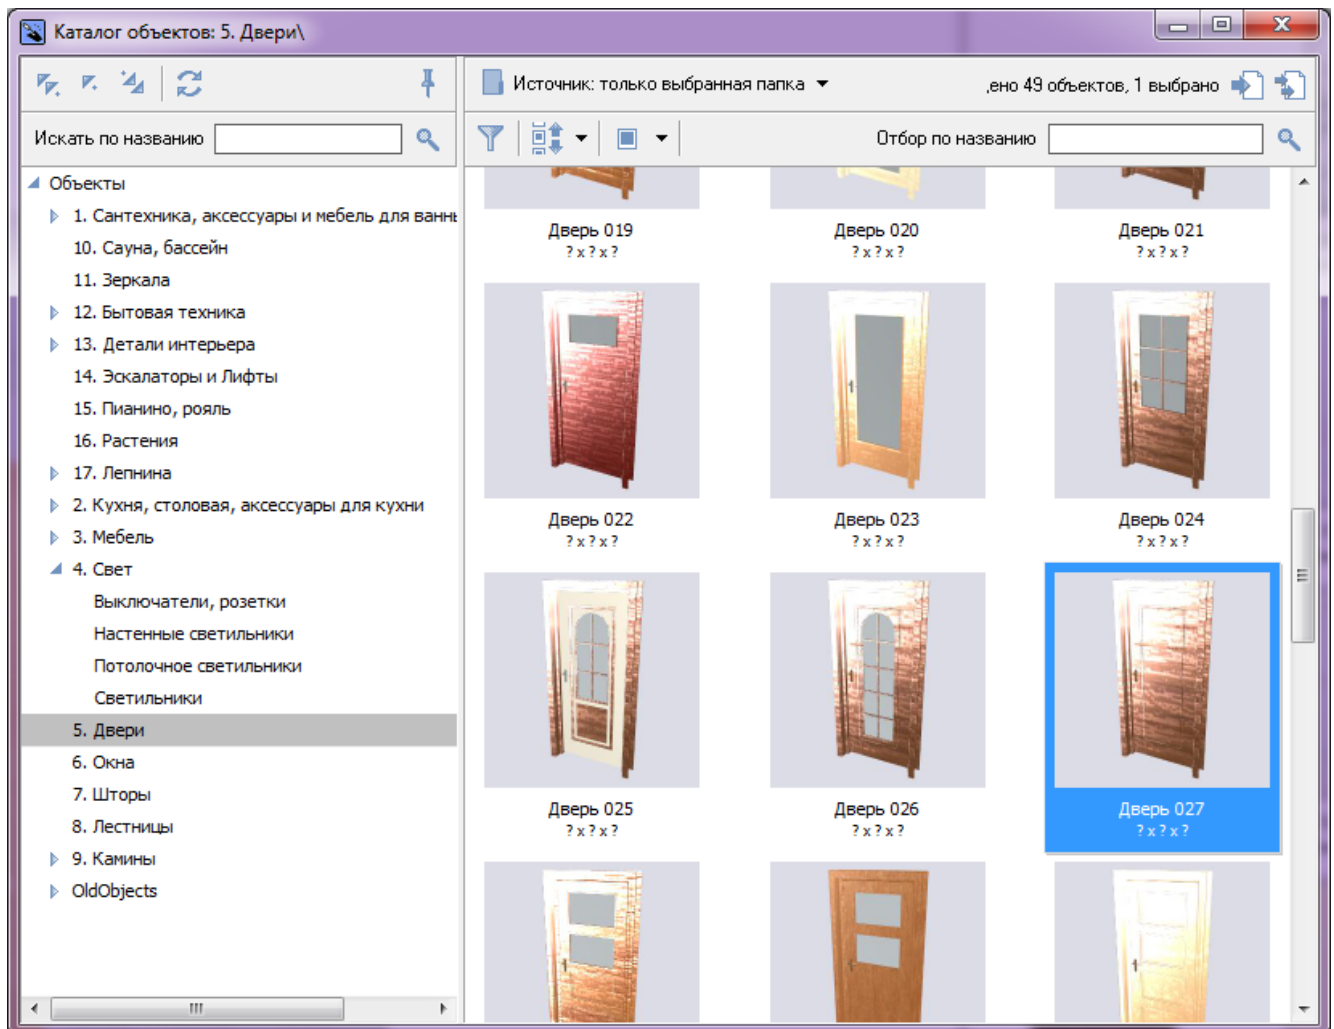 Каталог объектов: 5. Двери\
Источник: только выбранная папка
,ено 49 объектов, 1 выбрано
Искать по названию
Отбор по названию
Объекты
1. Сантехника, аксессуары и мебель для ванны
10. Сауна, бассейн
11. Зеркала
12. Бытовая техника
13. Детали интерьера
14. Эскалаторы и Лифты
15. Пианино, рояль
16. Растения
17. Лепнина
2. Кухня, столовая, аксессуары для кухни
3. Мебель
4. Свет
Выключатели, розетки
Настенные светильники
Потолочное светильники
Светильники
5. Двери
6. Окна
7. Шторы
8. Лестницы
9. Камины
OldObjects
Дверь 019
? x ? x ?
Дверь 020
? x ? x ?
Дверь 021
? x ? x ?
Дверь 022
? x ? x ?
Дверь 023
? x ? x ?
Дверь 024
? x ? x ?
Дверь 025
? x ? x ?
Дверь 026
? x ? x ?
Дверь 027
? x ? x ?